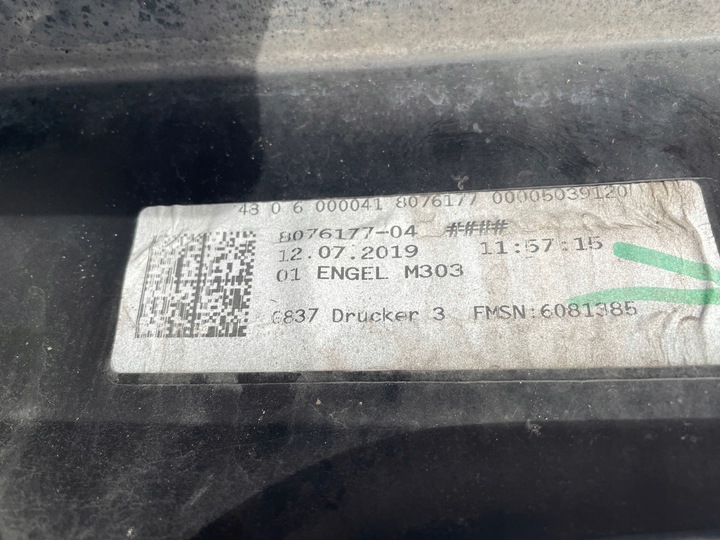 43 0 6 000041 8076177 00005039120
8076177-04 ####
12.07.2019 11:57:15
01 ENGEL M303
6837 Drucker 3 FMSN:6081385